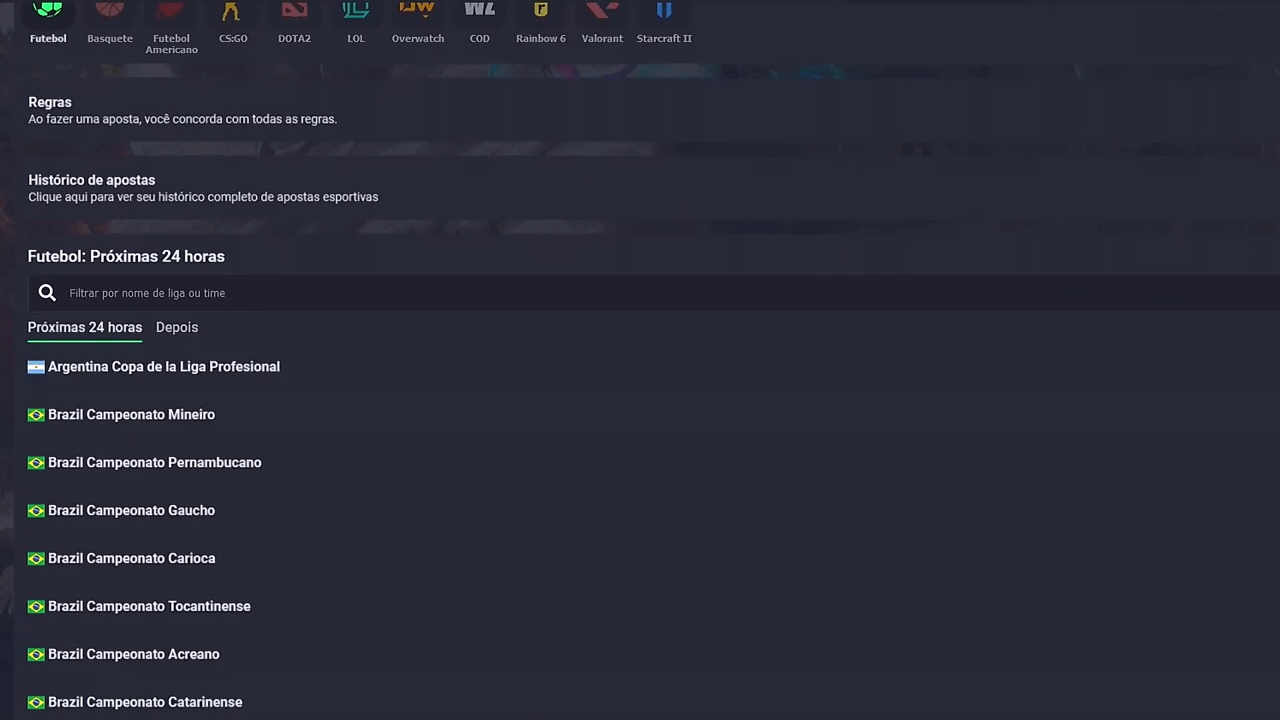 Futebol
Basquete
Futebol
Americano
CS:GO
DOTA2
LOL
Overwatch
COD
Rainbow 6
Valorant
Starcraft II
Regras
Ao fazer uma aposta, você concorda com todas as regras.
Histórico de apostas
Clique aqui para ver seu histórico completo de apostas esportivas
Futebol: Próximas 24 horas
Filtrar por nome de liga ou time
Próximas 24 horas Depois
Argentina Copa de la Liga Profesional
Brazil Campeonato Mineiro
Brazil Campeonato Pernambucano
Brazil Campeonato Gaucho
Brazil Campeonato Carioca
Brazil Campeonato Tocantinense
Brazil Campeonato Acreano
Brazil Campeonato Catarinense